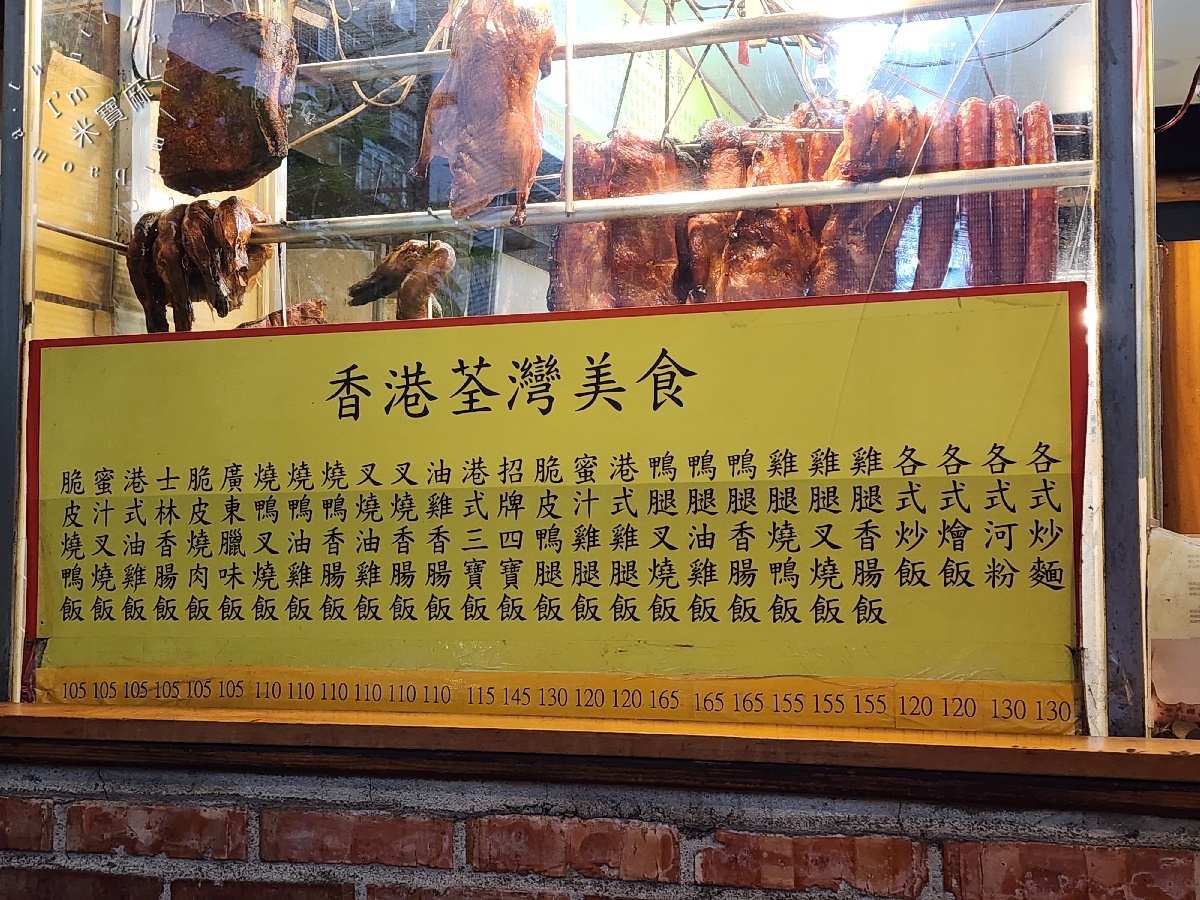 I'm
米寶麻
香港荃灣美食
脆皮燒鴨飯
蜜汁叉燒飯
港式油雞飯
士林香腸飯
脆皮燒肉飯
廣東臘味飯
燒鴨叉燒飯
燒鴨油雞飯
燒鴨香腸飯
叉燒油雞飯
叉燒香腸飯
油雞香腸飯
港式三寶飯
招牌四寶飯
脆皮鴨腿飯
蜜汁雞腿飯
港式雞腿飯
鴨腿叉燒飯
鴨腿油雞飯
鴨腿香腸飯
雞腿燒鴨飯
雞腿叉燒飯
雞腿香腸飯
各式炒飯
各式燴飯
各式河粉
各式炒麵
105 105 105 105 105 105 110 110 110 110 110 110 115 145 130 120 120 165 165 165 155 155 155 120 120 130 130